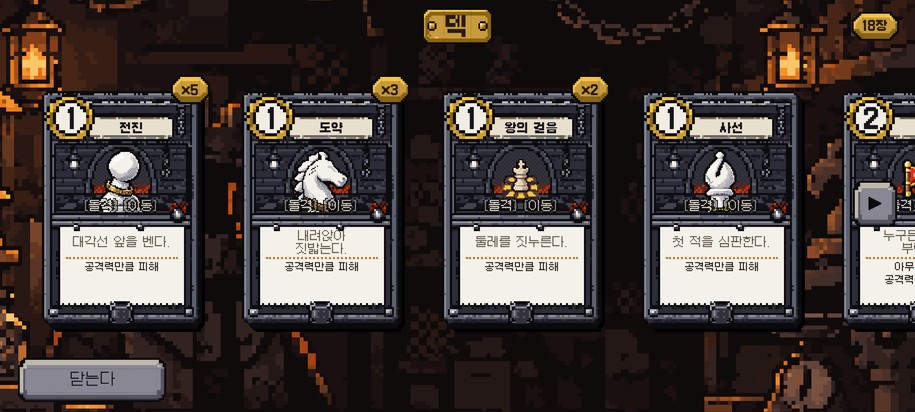 덱
18장
x5
1
전진
[돌격] [이동]
대각선 앞을 벤다.
공격력만큼 피해
x3
1
도약
[돌격] [이동]
내려앉아
짓밟는다.
공격력만큼 피해
x2
1
왕의 걸음
[돌격] [이동]
둘레를 짓누른다.
공격력만큼 피해
1
사선
[돌격] [이동]
첫 적을 심판한다.
공격력만큼 피해
2
닫는다